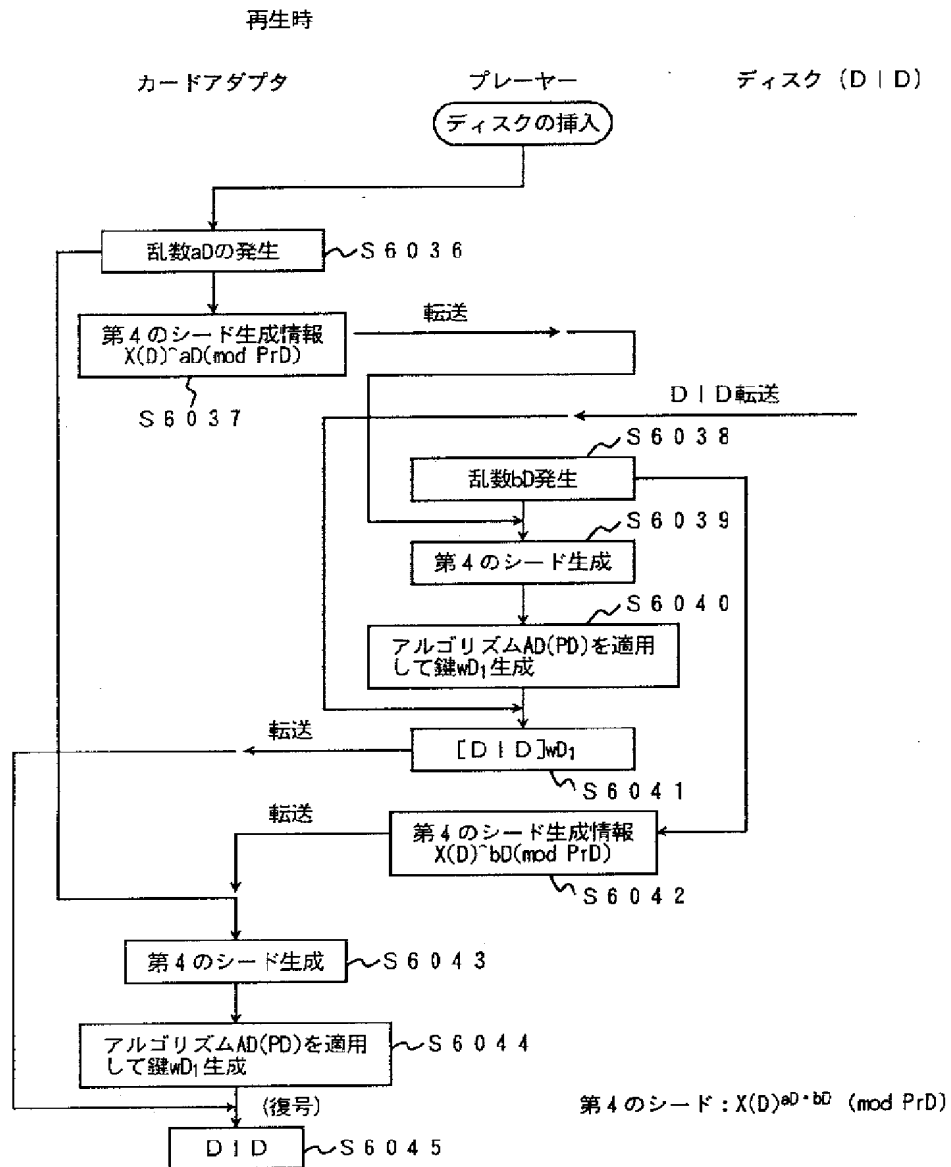 再生時
カードアダプタ
プレーヤー
ディスク (DID)
ディスクの挿入
乱数aDの発生
S6036
第4のシード生成情報
X(D)^aD(mod PrD)
転送
S6037
DID転送
S6038
乱数bD発生
S6039
第4のシード生成
S6040
アルゴリズムAD(PD)を適用
して鍵wD₁生成
転送
[DID]wD₁
S6041
転送
第4のシード生成情報
X(D)^bD(mod PrD)
S6042
第4のシード生成
S6043
アルゴリズムAD(PD)を適用
して鍵wD₁生成
S6044
(復号)
第4のシード:X(D)^aD・bD (mod PrD)
DID
S6045